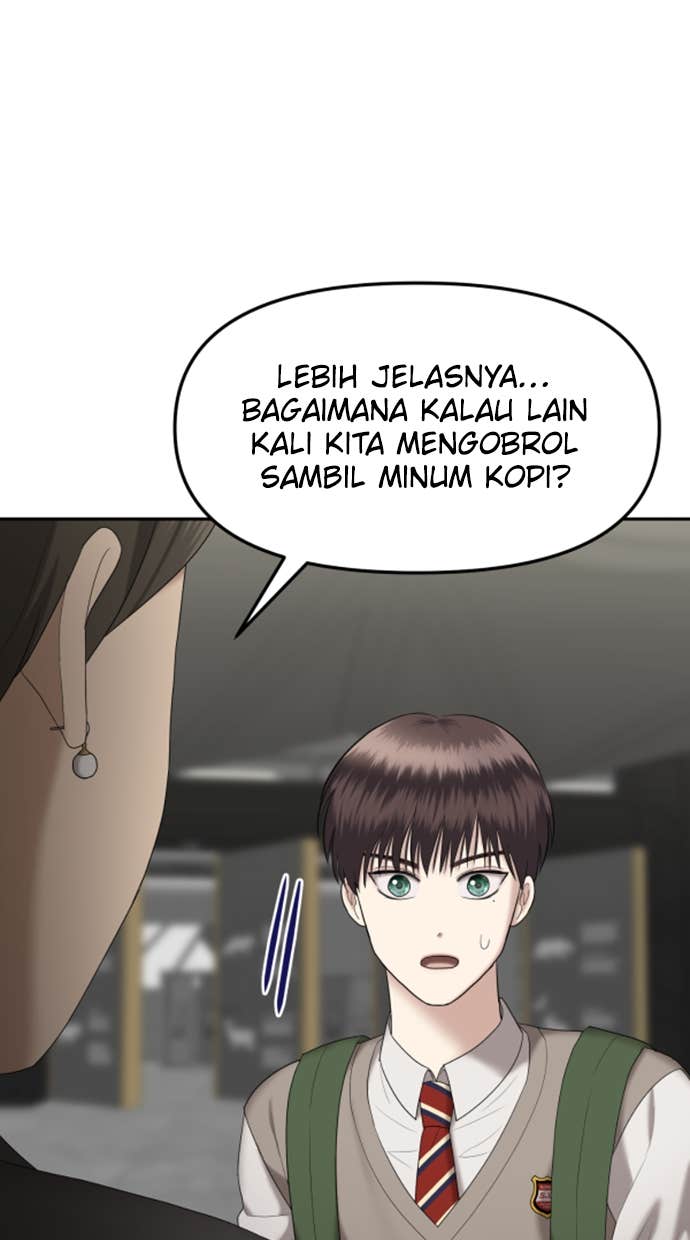 LEBIH JELASNYA...
BAGAIMANA KALAU LAIN
KALI KITA MENGOBROL
SAMBIL MINUM KOPI?